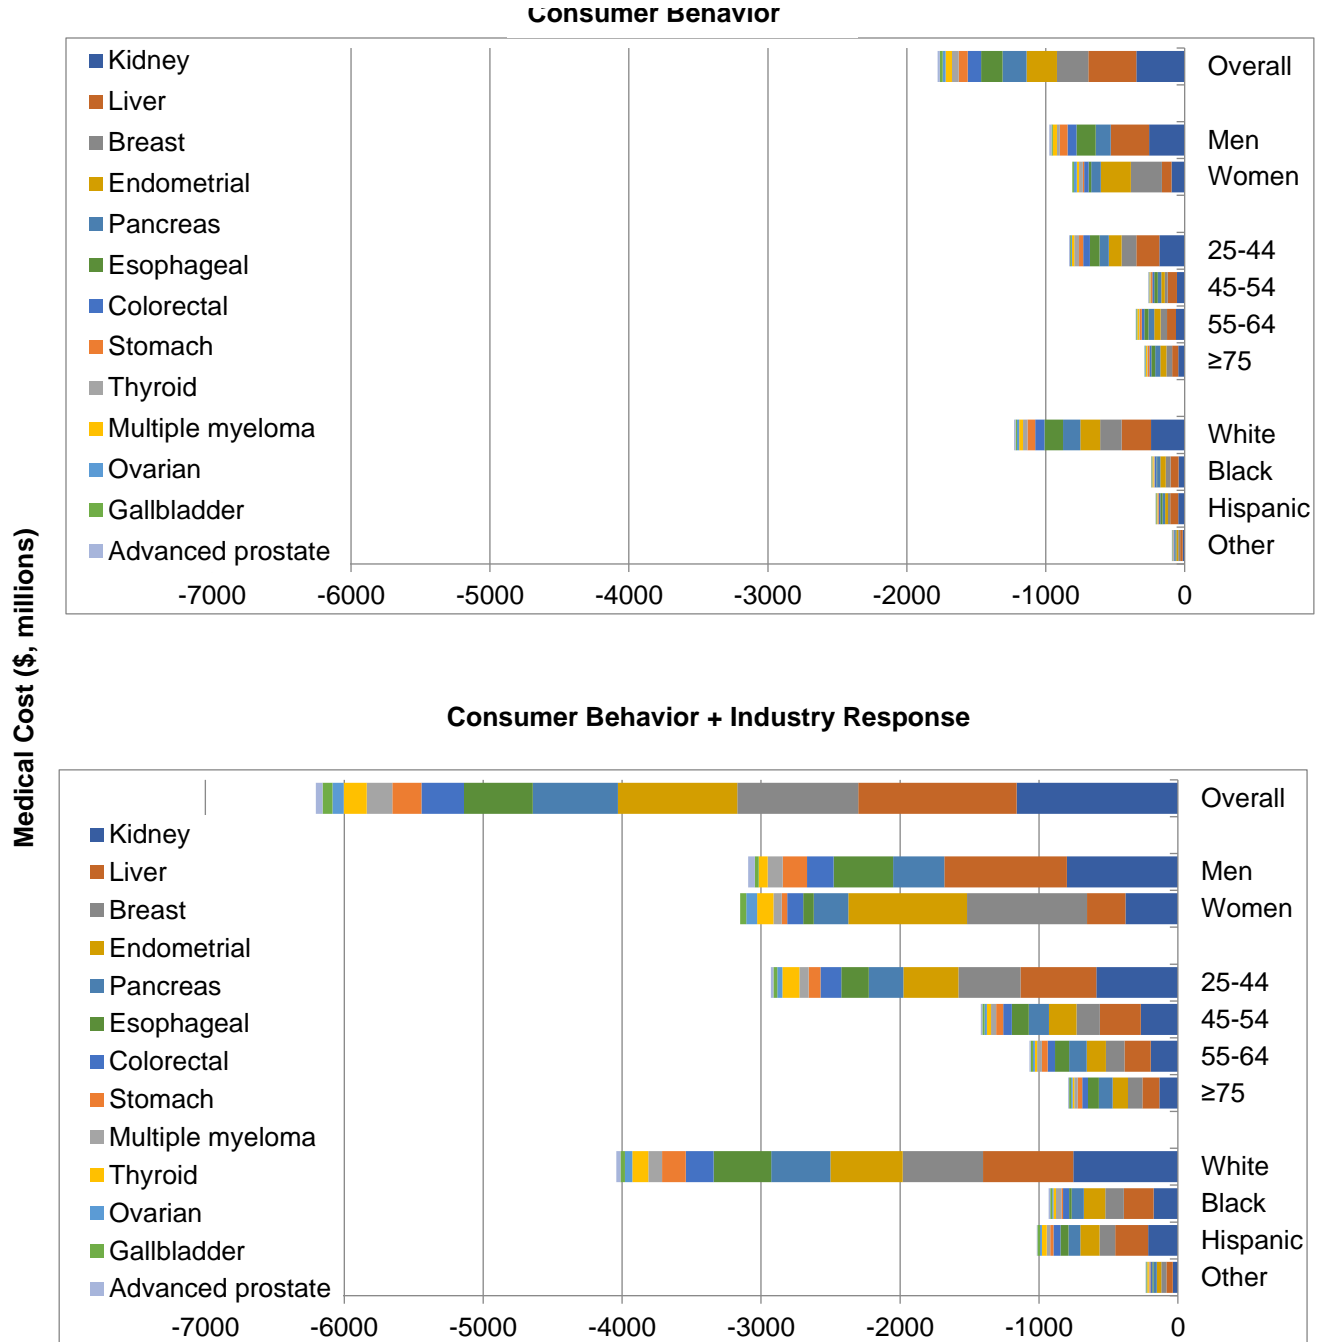 Consumer Behavior
Kidney
Liver
Breast
Endometrial
Pancreas
Esophageal
Colorectal
Stomach
Thyroid
Multiple myeloma
Ovarian
Gallbladder
Advanced prostate
Overall
Men
Women
25-44
45-54
55-64
≥75
White
Black
Hispanic
Other
-7000 -6000 -5000 -4000 -3000 -2000 -1000 0
Medical Cost ($, millions)
Consumer Behavior + Industry Response
Kidney
Liver
Breast
Endometrial
Pancreas
Esophageal
Colorectal
Stomach
Multiple myeloma
Thyroid
Ovarian
Gallbladder
Advanced prostate
Overall
Men
Women
25-44
45-54
55-64
≥75
White
Black
Hispanic
Other
-7000 -6000 -5000 -4000 -3000 -2000 -1000 0